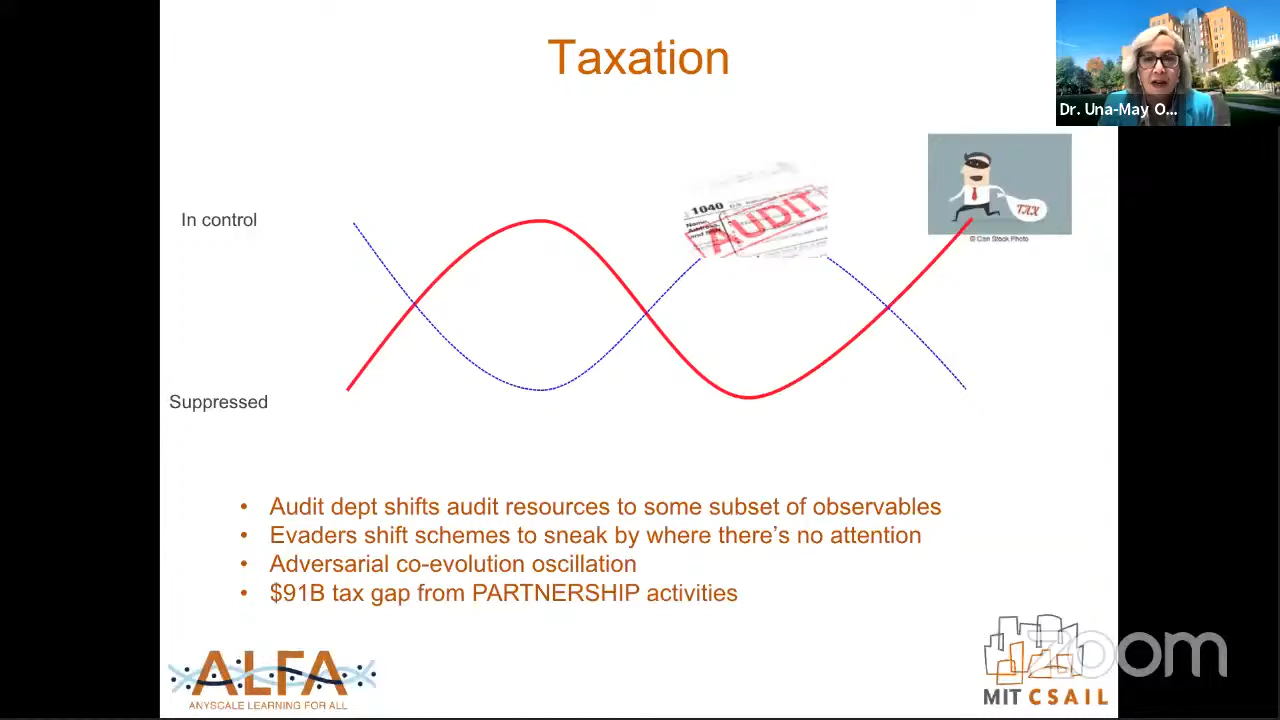 Taxation
Dr. Una-May O...
In control
1040
AUDIT
TAX
© Can Stock Photo
Suppressed
• Audit dept shifts audit resources to some subset of observables
• Evaders shift schemes to sneak by where there's no attention
• Adversarial co-evolution oscillation
• $91B tax gap from PARTNERSHIP activities
ALFA
ANYSCALE LEARNING FOR ALL
zoom
MIT CSAIL